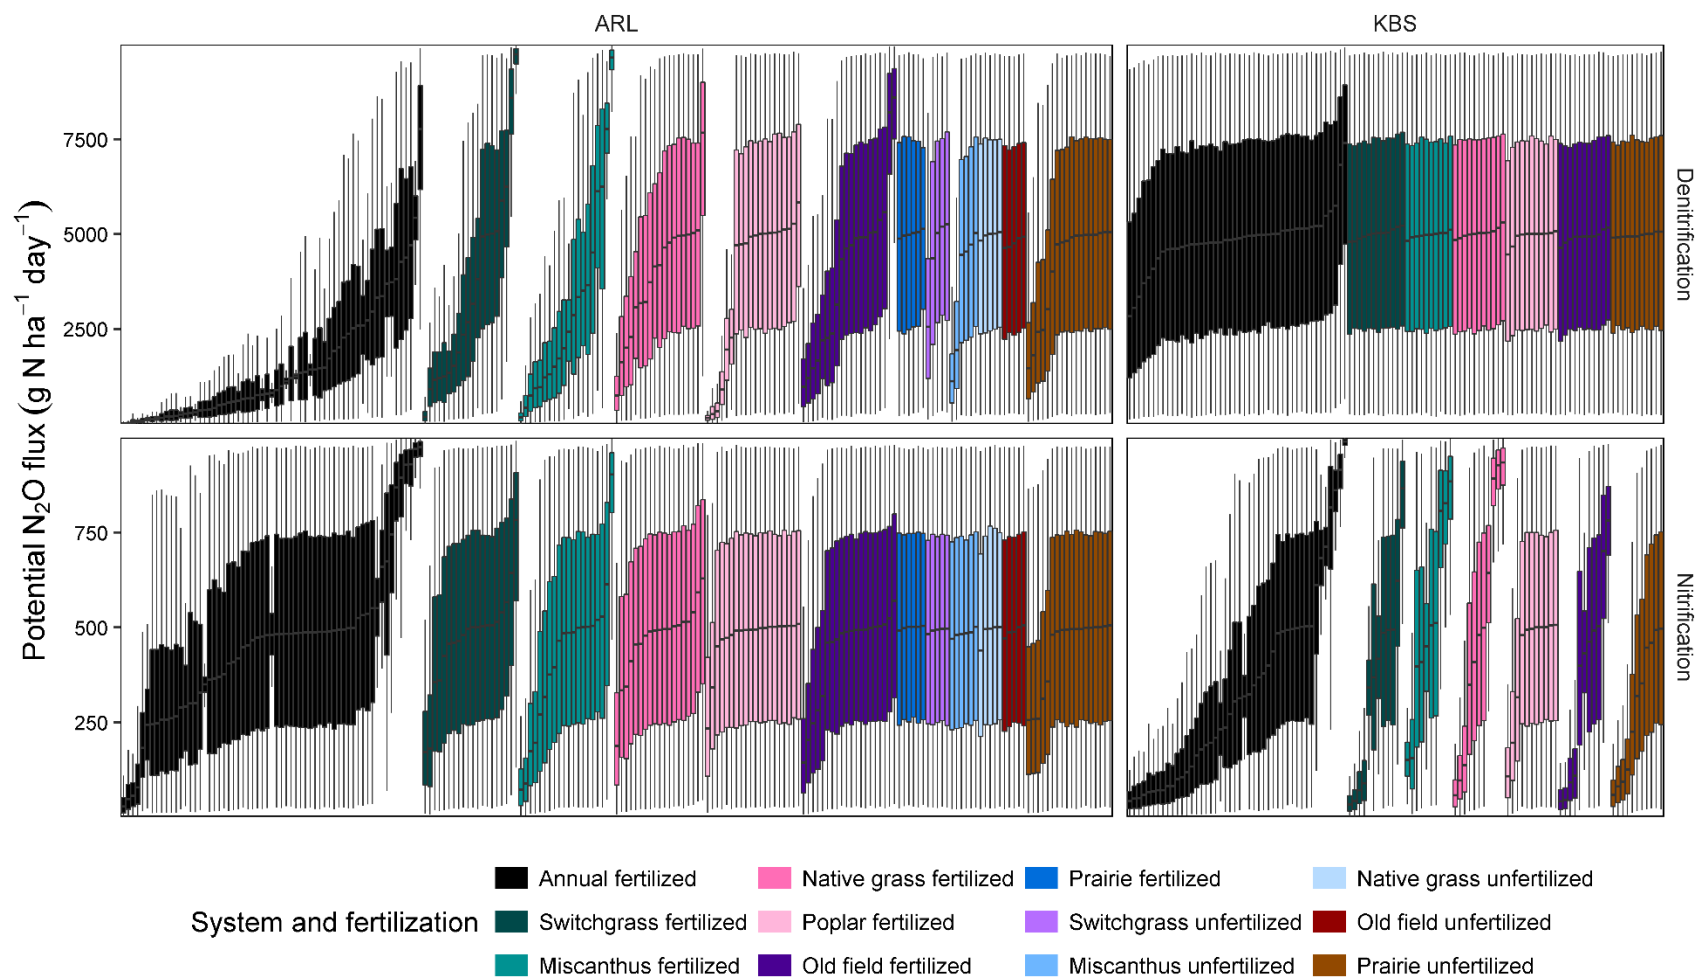 ARL KBS
Potential N₂O flux (g N ha⁻¹ day⁻¹)
7500
5000
2500
Denitrification
750
500
250
Nitrification
System and fertilization
Annual fertilized Native grass fertilized Prairie fertilized Native grass unfertilized
Switchgrass fertilized Poplar fertilized Switchgrass unfertilized Old field unfertilized
Miscanthus fertilized Old field fertilized Miscanthus unfertilized Prairie unfertilized